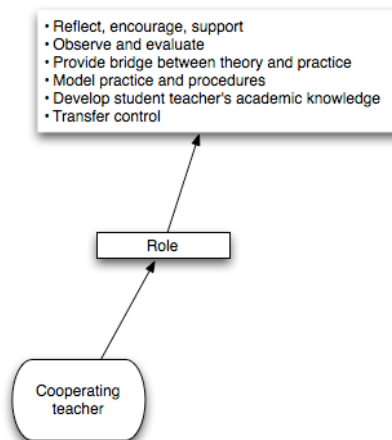 • Reflect, encourage, support
• Observe and evaluate
• Provide bridge between theory and practice
• Model practice and procedures
• Develop student teacher's academic knowledge
• Transfer control
Role
Cooperating
teacher